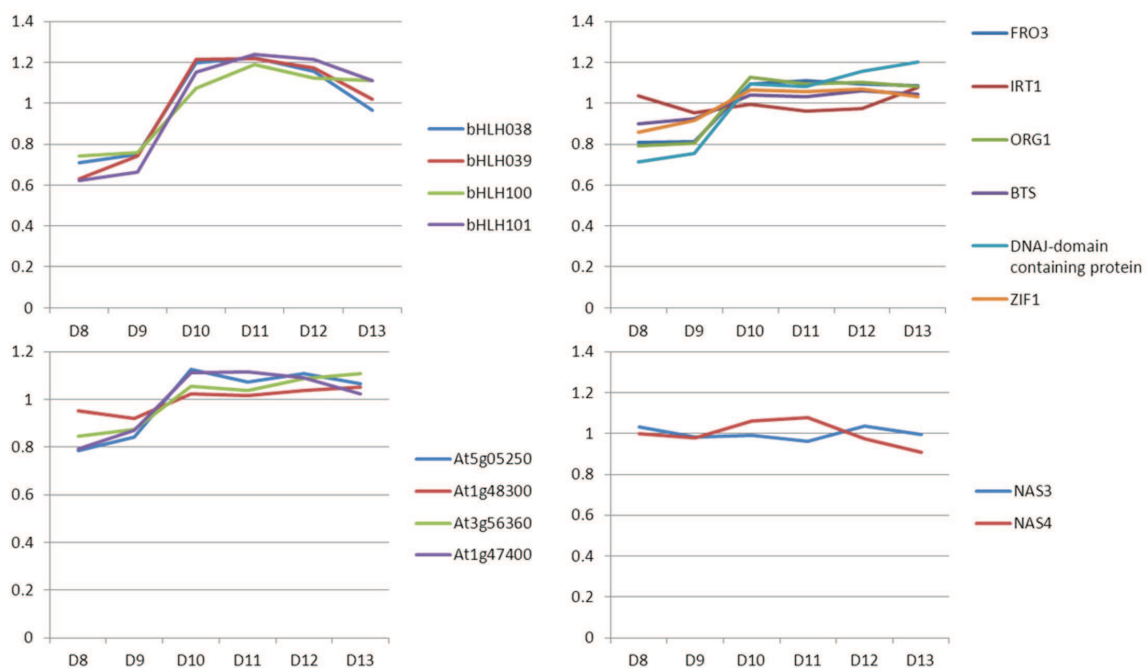 1.4
1.2
1
0.8
0.6
0.4
0.2
0
D8 D9 D10 D11 D12 D13
bHLH038
bHLH039
bHLH100
bHLH101
1.4
1.2
1
0.8
0.6
0.4
0.2
0
D8 D9 D10 D11 D12 D13
FRO3
IRT1
ORG1
BTS
DNAJ-domain
containing protein
ZIF1
1.2
1
0.8
0.6
0.4
0.2
0
D8 D9 D10 D11 D12 D13
At5g05250
At1g48300
At3g56360
At1g47400
1.4
1.2
1
0.8
0.6
0.4
0.2
0
D8 D9 D10 D11 D12 D13
NAS3
NAS4